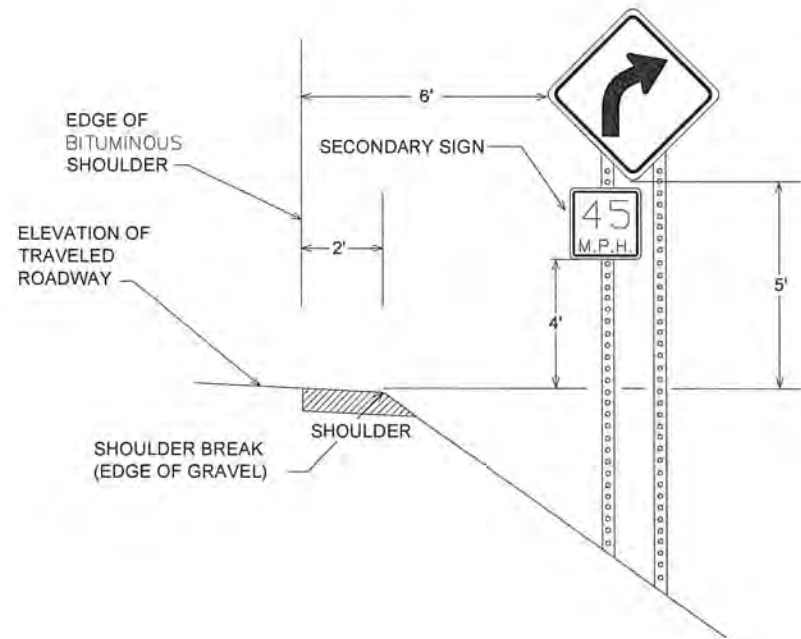 6'
EDGE OF
BITUMINOUS
SHOULDER
SECONDARY SIGN
45
M.P.H.
ELEVATION OF
TRAVELED
ROADWAY
2'
4'
5'
SHOULDER
SHOULDER BREAK
(EDGE OF GRAVEL)